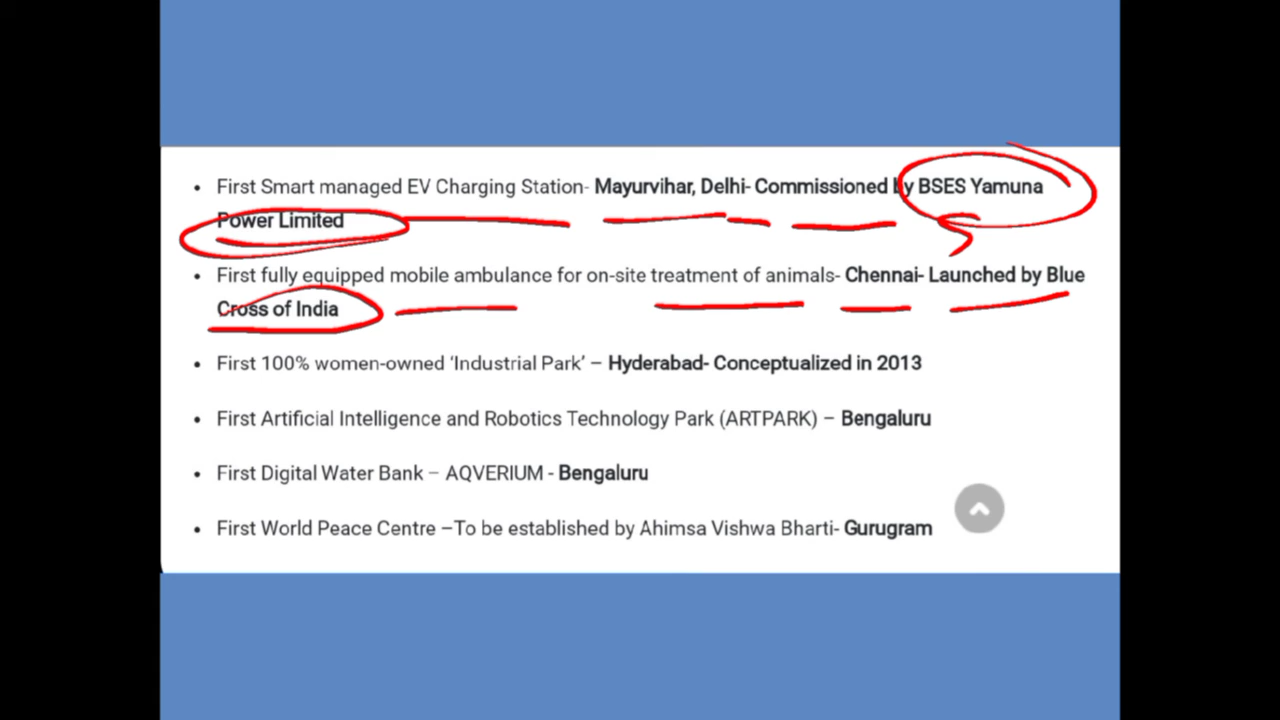 • First Smart managed EV Charging Station- Mayurvihar, Delhi- Commissioned by BSES Yamuna
Power Limited
• First fully equipped mobile ambulance for on-site treatment of animals- Chennai- Launched by Blue
Cross of India
• First 100% women-owned ‘Industrial Park’ – Hyderabad- Conceptualized in 2013
• First Artificial Intelligence and Robotics Technology Park (ARTPARK) – Bengaluru
• First Digital Water Bank – AQVERIUM - Bengaluru
• First World Peace Centre –To be established by Ahimsa Vishwa Bharti- Gurugram